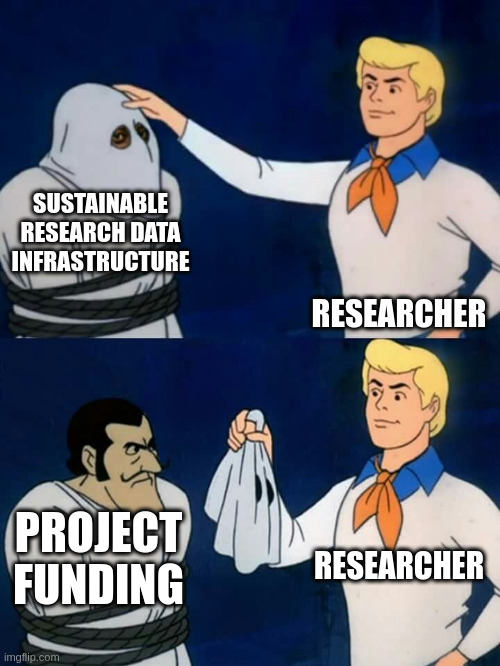 SUSTAINABLE
RESEARCH DATA
INFRASTRUCTURE
RESEARCHER
PROJECT
FUNDING
RESEARCHER
imgflip.com